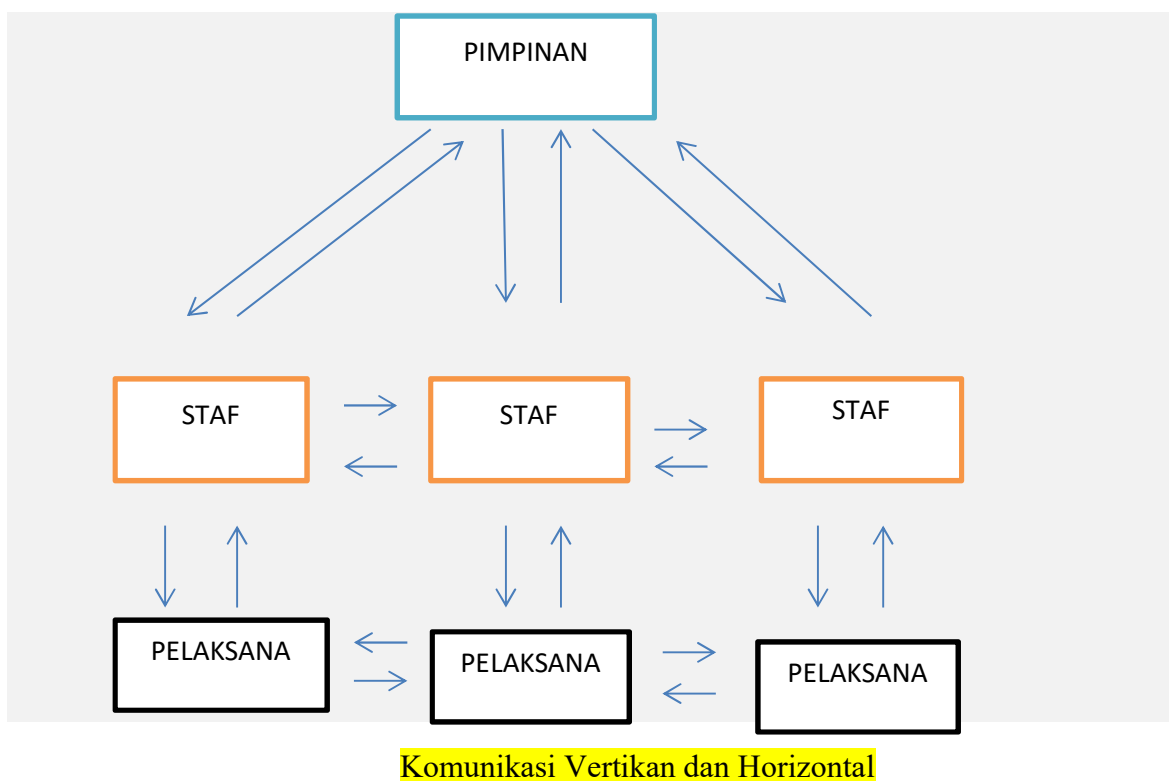 PIMPINAN
STAF
STAF
STAF
PELAKSANA
PELAKSANA
PELAKSANA
Komunikasi Vertikan dan Horizontal